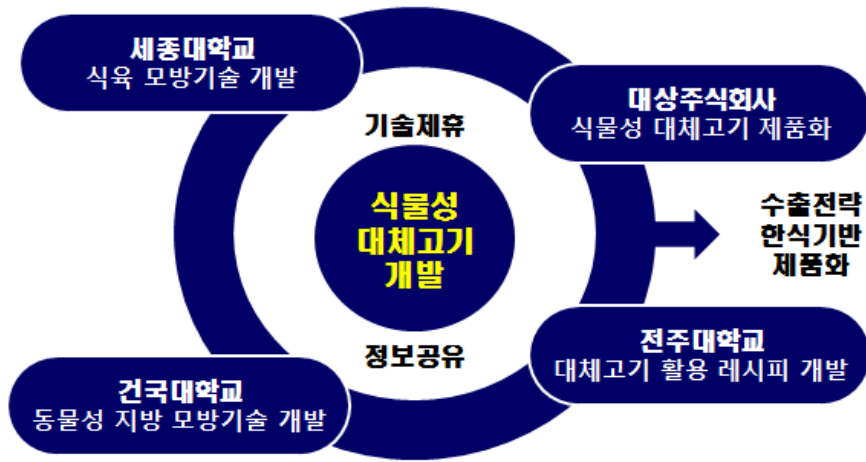 세종대학교
식육 모방기술 개발
대상주식회사
식물성 대체고기 제품화
기술제휴
식물성
대체고기
개발
수출전략
한식기반
제품화
정보공유
전주대학교
대체고기 활용 레시피 개발
건국대학교
동물성 지방 모방기술 개발